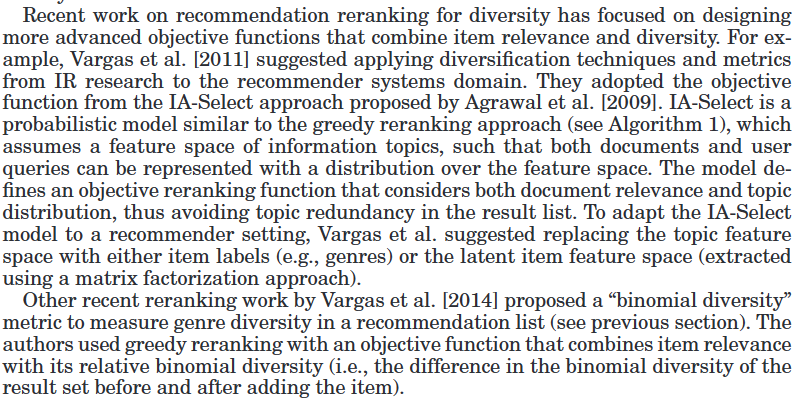 Recent work on recommendation reranking for diversity has focused on designing
more advanced objective functions that combine item relevance and diversity. For ex-
ample, Vargas et al. [2011] suggested applying diversification techniques and metrics
from IR research to the recommender systems domain. They adopted the objective
function from the IA-Select approach proposed by Agrawal et al. [2009]. IA-Select is a
probabilistic model similar to the greedy reranking approach (see Algorithm 1), which
assumes a feature space of information topics, such that both documents and user
queries can be represented with a distribution over the feature space. The model de-
fines an objective reranking function that considers both document relevance and topic
distribution, thus avoiding topic redundancy in the result list. To adapt the IA-Select
model to a recommender setting, Vargas et al. suggested replacing the topic feature
space with either item labels (e.g., genres) or the latent item feature space (extracted
using a matrix factorization approach).
Other recent reranking work by Vargas et al. [2014] proposed a “binomial diversity”
metric to measure genre diversity in a recommendation list (see previous section). The
authors used greedy reranking with an objective function that combines item relevance
with its relative binomial diversity (i.e., the difference in the binomial diversity of the
result set before and after adding the item).